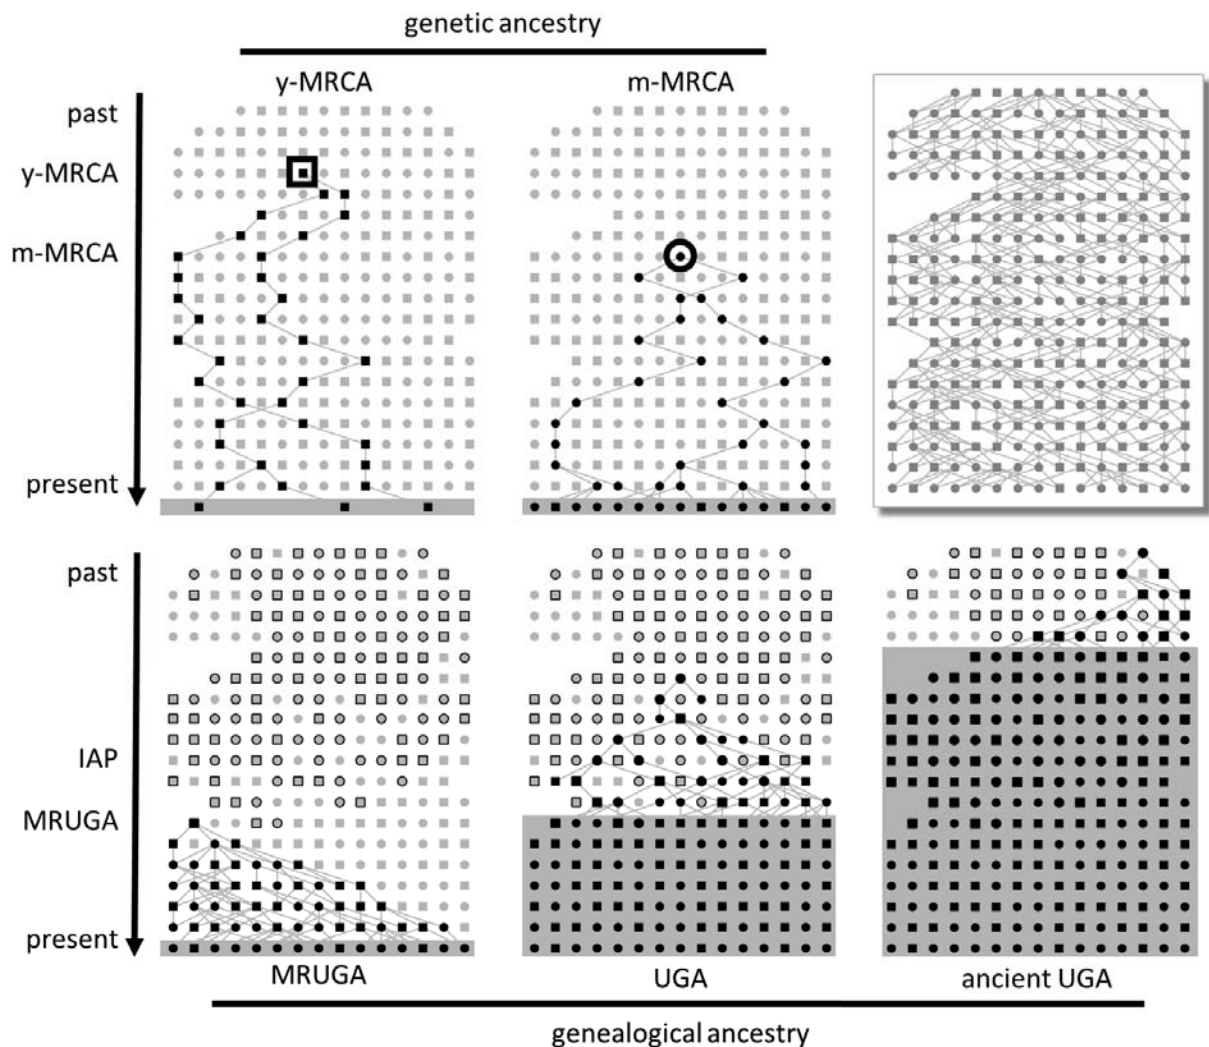 genetic ancestry
y-MRCA
m-MRCA
past
y-MRCA
m-MRCA
present
past
IAP
MRUGA
present
MRUGA
UGA
ancient UGA
genealogical ancestry